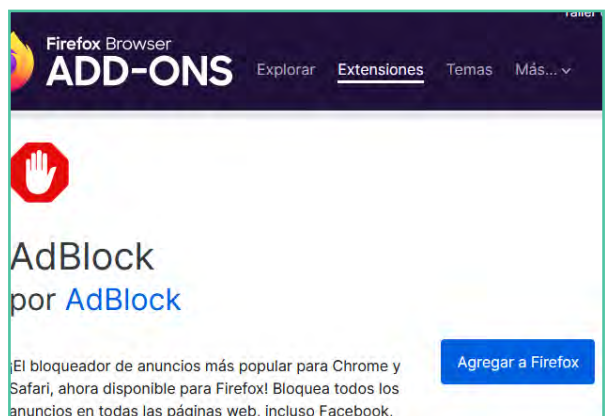 Firefox Browser
ADD-ONS
Explorar Extensiones Temas Más...
AdBlock
por AdBlock
¡El bloqueador de anuncios más popular para Chrome y
Safari, ahora disponible para Firefox! Bloquea todos los
anuncios en todas las páginas web, incluso Facebook,
Agregar a Firefox